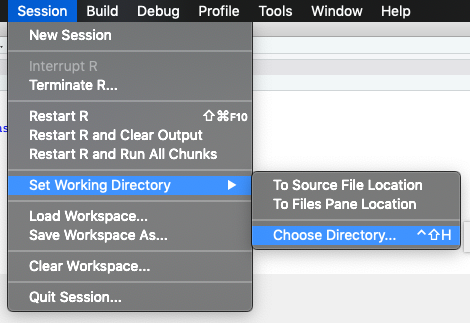 Session Build Debug Profile Tools Window Help
New Session
Interrupt R
Terminate R...
Restart R ⇧⌘F10
Restart R and Clear Output
Restart R and Run All Chunks
Set Working Directory ▶
To Source File Location
To Files Pane Location
Choose Directory... ^⇧H
Load Workspace...
Save Workspace As...
Clear Workspace...
Quit Session...